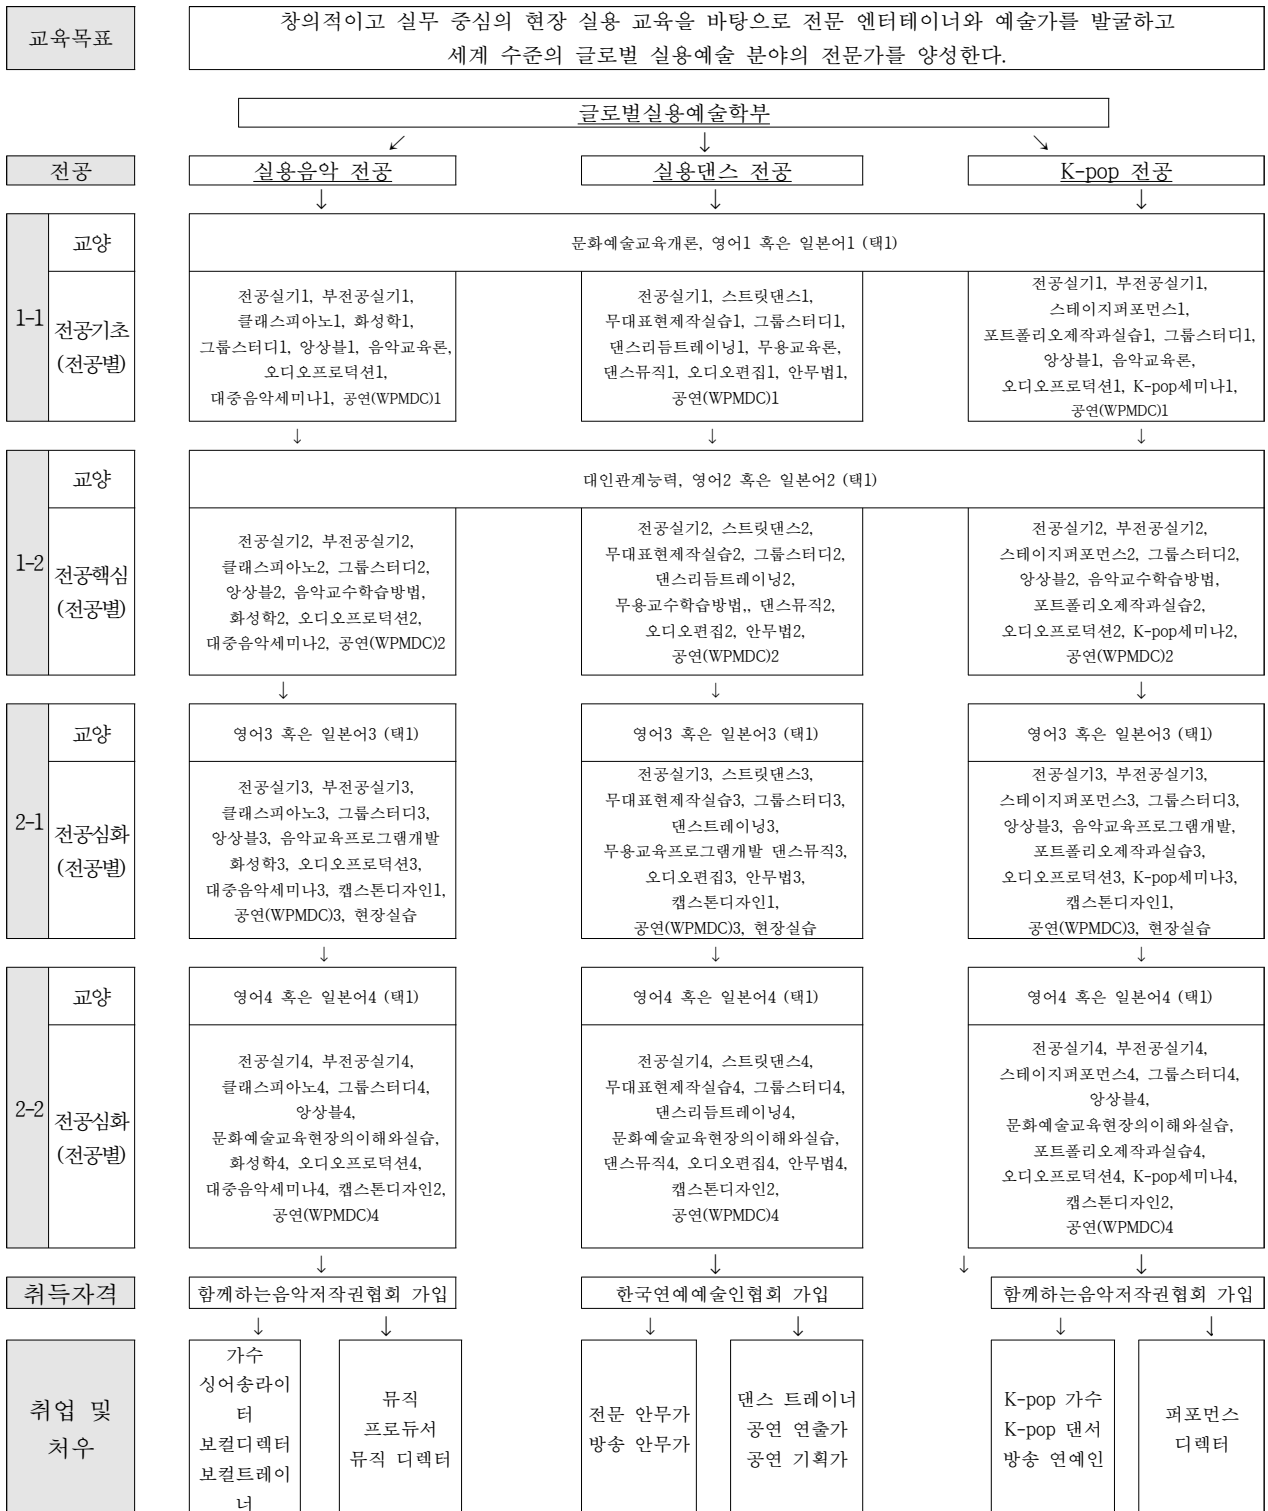 교육목표
창의적이고 실무 중심의 현장 실용 교육을 바탕으로 전문 엔터테이너와 예술가를 발굴하고
세계 수준의 글로벌 실용예술 분야의 전문가를 양성한다.
글로벌실용예술학부
↙ ↓ ↘
전공
실용음악 전공
실용댄스 전공
K-pop 전공
↓ ↓ ↓
1-1
교양
문화예술교육개론, 영어1 혹은 일본어1 (택1)
전공기초
(전공별)
전공실기1, 부전공실기1,
클래스피아노1, 화성학1,
그룹스터디1, 앙상블1, 음악교육론,
오디오프로덕션1,
대중음악세미나1, 공연(WPMDC)1
전공실기1, 스트릿댄스1,
무대표현제작실습1, 그룹스터디1,
댄스리듬트레이닝1, 무용교육론,
댄스뮤직1, 오디오편집1, 안무법1,
공연(WPMDC)1
전공실기1, 부전공실기1,
스테이지퍼포먼스1,
포트폴리오제작과실습1, 그룹스터디1,
앙상블1, 음악교육론,
오디오프로덕션1, K-pop세미나1,
공연(WPMDC)1
↓ ↓ ↓
1-2
교양
대인관계능력, 영어2 혹은 일본어2 (택1)
전공핵심
(전공별)
전공실기2, 부전공실기2,
클래스피아노2, 그룹스터디2,
앙상블2, 음악교수학습방법,
화성학2, 오디오프로덕션2,
대중음악세미나2, 공연(WPMDC)2
전공실기2, 스트릿댄스2,
무대표현제작실습2, 그룹스터디2,
댄스리듬트레이닝2,
무용교수학습방법,, 댄스뮤직2,
오디오편집2, 안무법2,
공연(WPMDC)2
전공실기2, 부전공실기2,
스테이지퍼포먼스2, 그룹스터디2,
앙상블2, 음악교수학습방법,
포트폴리오제작과실습2,
오디오프로덕션2, K-pop세미나2,
공연(WPMDC)2
↓ ↓ ↓
2-1
교양
영어3 혹은 일본어3 (택1)
영어3 혹은 일본어3 (택1)
영어3 혹은 일본어3 (택1)
전공심화
(전공별)
전공실기3, 부전공실기3,
클래스피아노3, 그룹스터디3,
앙상블3, 음악교육프로그램개발
화성학3, 오디오프로덕션3,
대중음악세미나3, 캡스톤디자인1,
공연(WPMDC)3, 현장실습
전공실기3, 스트릿댄스3,
무대표현제작실습3, 그룹스터디3,
댄스트레이닝3,
무용교육프로그램개발 댄스뮤직3,
오디오편집3, 안무법3,
캡스톤디자인1,
공연(WPMDC)3, 현장실습
전공실기3, 부전공실기3,
스테이지퍼포먼스3, 그룹스터디3,
앙상블3, 음악교육프로그램개발,
포트폴리오제작과실습3,
오디오프로덕션3, K-pop세미나3,
캡스톤디자인1,
공연(WPMDC)3, 현장실습
↓ ↓ ↓
2-2
교양
영어4 혹은 일본어4 (택1)
영어4 혹은 일본어4 (택1)
영어4 혹은 일본어4 (택1)
전공심화
(전공별)
전공실기4, 부전공실기4,
클래스피아노4, 그룹스터디4,
앙상블4,
문화예술교육현장의이해와실습,
화성학4, 오디오프로덕션4,
대중음악세미나4, 캡스톤디자인2,
공연(WPMDC)4
전공실기4, 스트릿댄스4,
무대표현제작실습4, 그룹스터디4,
댄스리듬트레이닝4,
문화예술교육현장의이해와실습,
댄스뮤직4, 오디오편집4, 안무법4,
캡스톤디자인2,
공연(WPMDC)4
전공실기4, 부전공실기4,
스테이지퍼포먼스4, 그룹스터디4,
앙상블4,
문화예술교육현장의이해와실습,
포트폴리오제작과실습4,
오디오프로덕션4, K-pop세미나4,
캡스톤디자인2,
공연(WPMDC)4
↓ ↓ ↓ ↓
취득자격
함께하는음악저작권협회 가입
한국연예예술인협회 가입
함께하는음악저작권협회 가입
↓ ↓ ↓ ↓ ↓ ↓
취업 및
처우
가수
싱어송라이
터
보컬디렉터
보컬트레이
너
뮤직
프로듀서
뮤직 디렉터
전문 안무가
방송 안무가
댄스 트레이너
공연 연출가
공연 기획가
K-pop 가수
K-pop 댄서
방송 연예인
퍼포먼스
디렉터